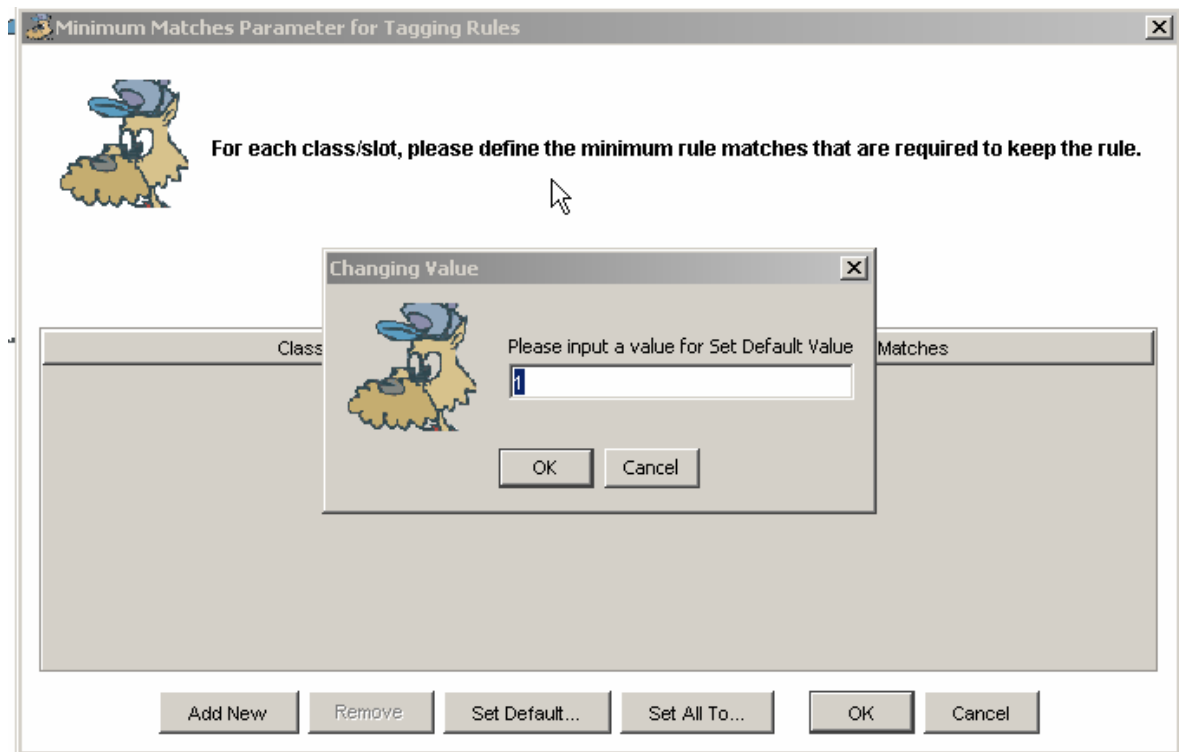 Minimum Matches Parameter for Tagging Rules
For each class/slot, please define the minimum rule matches that are required to keep the rule.
Changing Value
Please input a value for Set Default Value
1
OK Cancel
Class Matches
Add New Remove Set Default... Set All To... OK Cancel